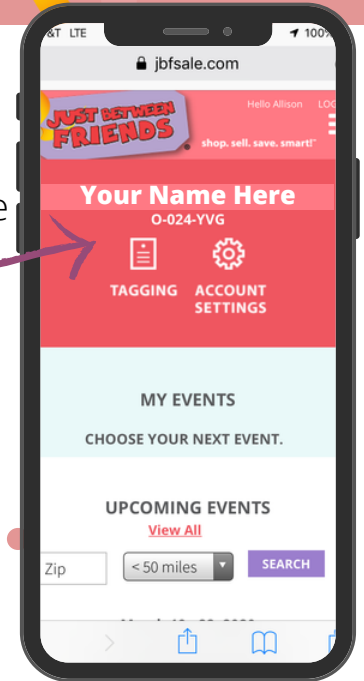 &T LTE
100%
jbfsale.com
Hello Allison LOG
JUST BETWEEN
FRIENDS
shop. sell. save. smart!™
Your Name Here
O-024-YVG
TAGGING
ACCOUNT
SETTINGS
MY EVENTS
CHOOSE YOUR NEXT EVENT.
UPCOMING EVENTS
View All
Zip
< 50 miles
SEARCH
e